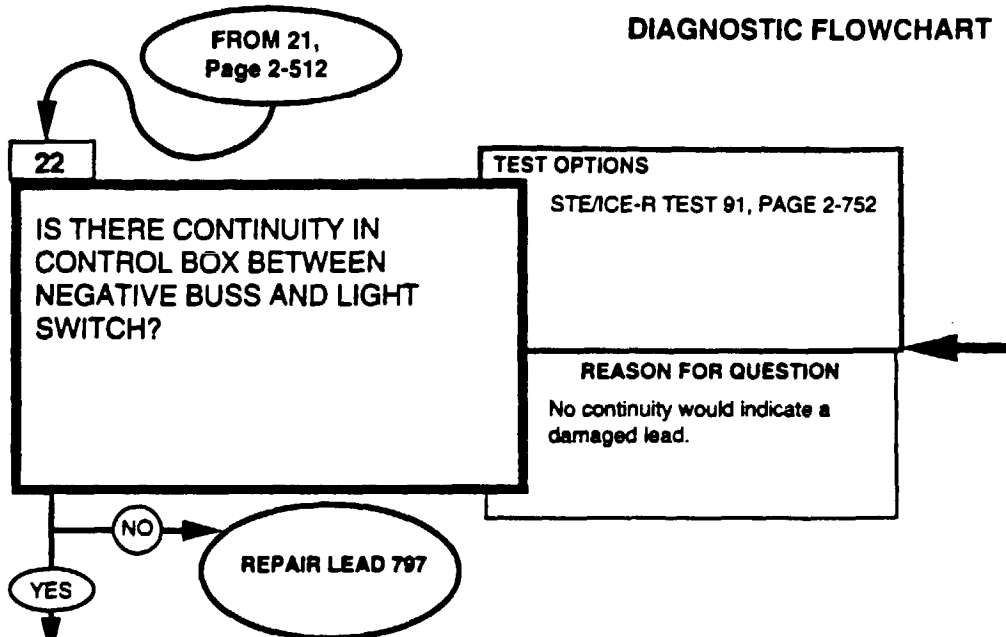 DIAGNOSTIC FLOWCHART
FROM 21,
Page 2-512
22
IS THERE CONTINUITY IN
CONTROL BOX BETWEEN
NEGATIVE BUSS AND LIGHT
SWITCH?
TEST OPTIONS
STE/ICE-R TEST 91, PAGE 2-752
REASON FOR QUESTION
No continuity would indicate a
damaged lead.
NO
REPAIR LEAD 797
YES